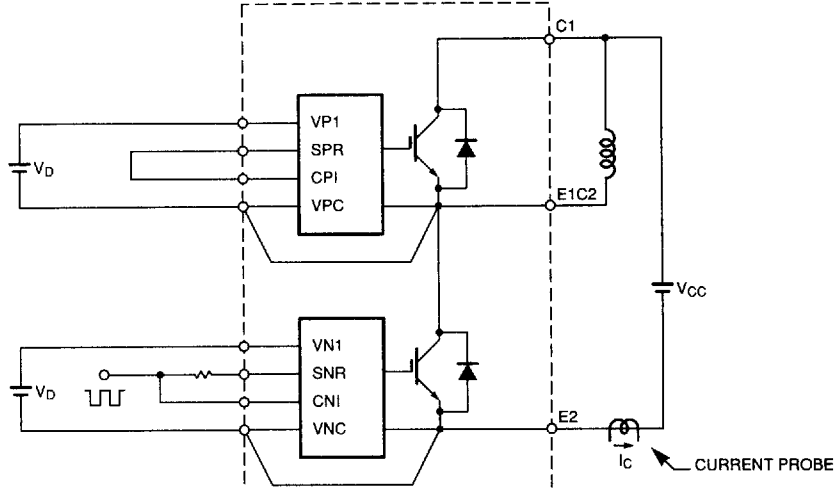 C1
VP1
SPR
CPI
VPC
VD
E1C2
VCC
VN1
SNR
CNI
VNC
VD
E2
IC
CURRENT PROBE